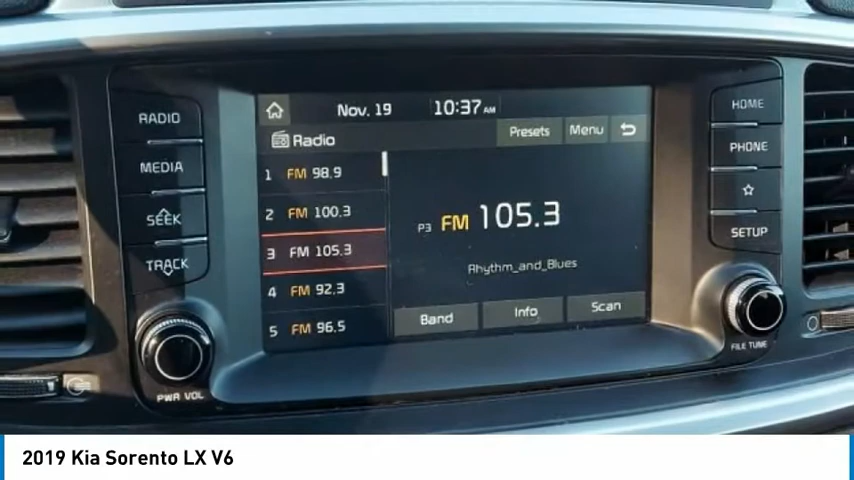 Nov. 19 10:37 AM
Radio Presets Menu
1 FM 98.9
2 FM 100.3
3 FM 105.3
4 FM 92.3
5 FM 96.5
P3 FM 105.3
Rhythm_and_Blues
Band Info Scan
RADIO
MEDIA
SEEK
TRACK
PWR VOL
HOME
PHONE
SETUP
FILE TUNE
2019 Kia Sorento LX V6